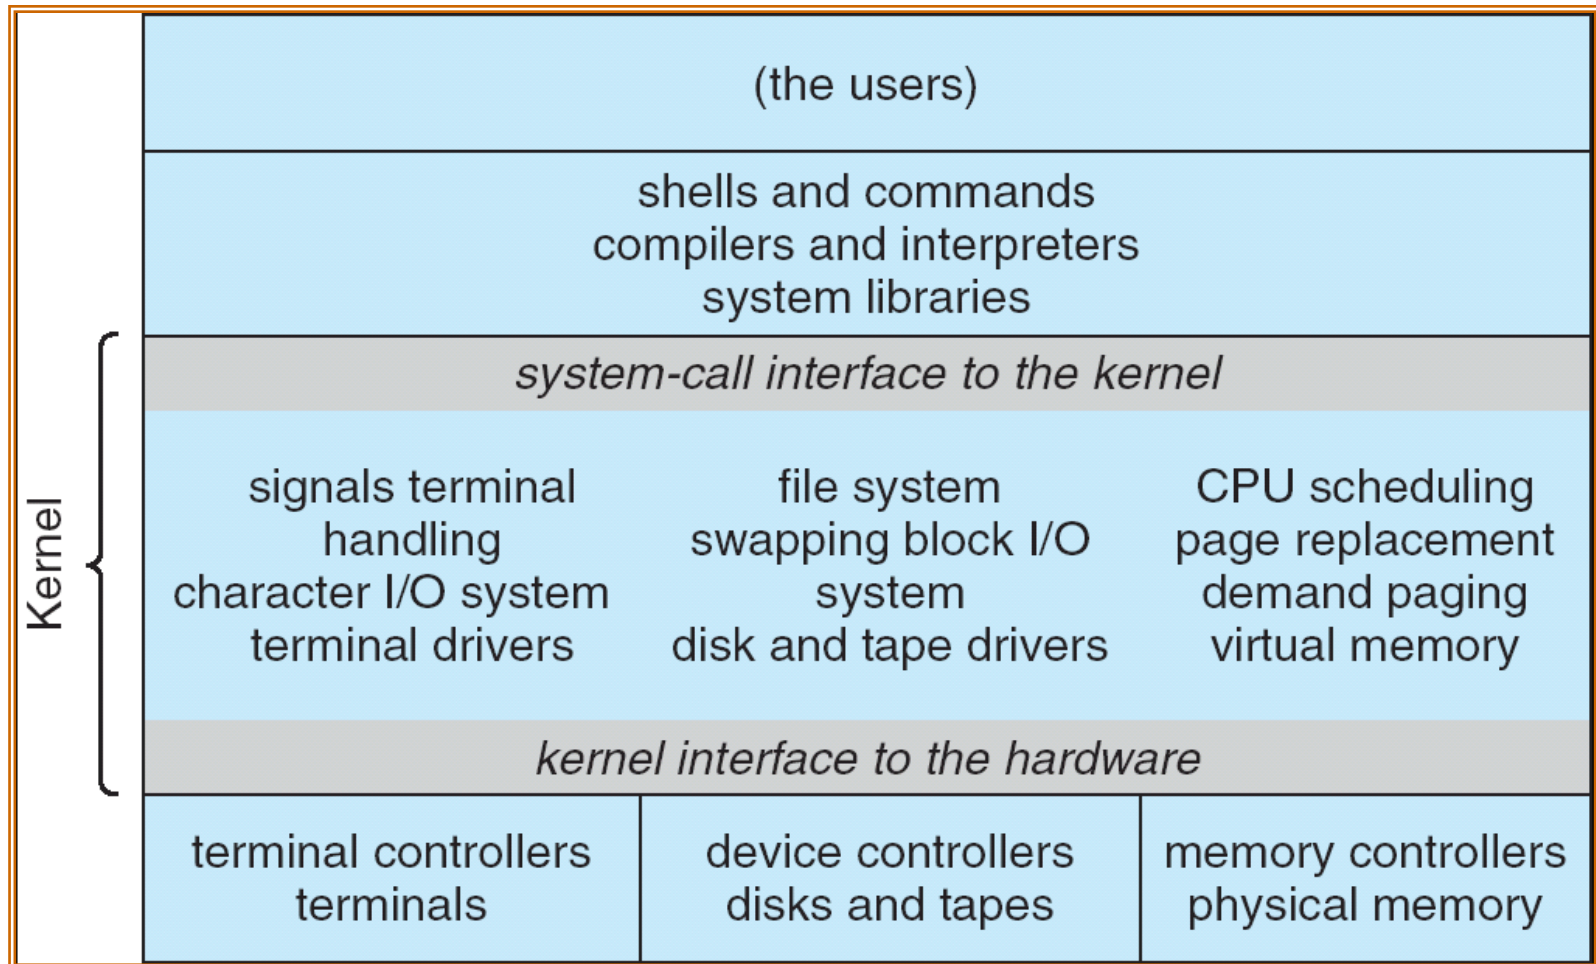 (the users)
shells and commands
compilers and interpreters
system libraries
Kernel
system-call interface to the kernel
signals terminal
handling
character I/O system
terminal drivers
file system
swapping block I/O
system
disk and tape drivers
CPU scheduling
page replacement
demand paging
virtual memory
kernel interface to the hardware
terminal controllers
terminals
device controllers
disks and tapes
memory controllers
physical memory